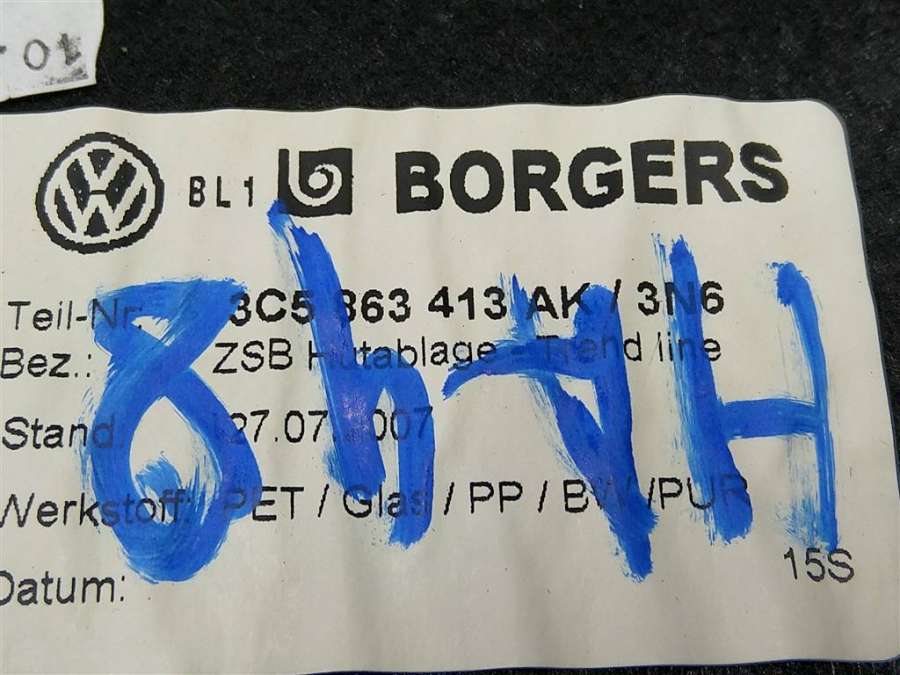 10
BL1 BORGERS
Teil-Nr: 3C5 863 413 AK / 3N6
Bez.: ZSB Hutablage - Trend line
Stand 27.07.2007
Werkstoff: PET / Glas / PP / BW /PUR
15S
Datum: